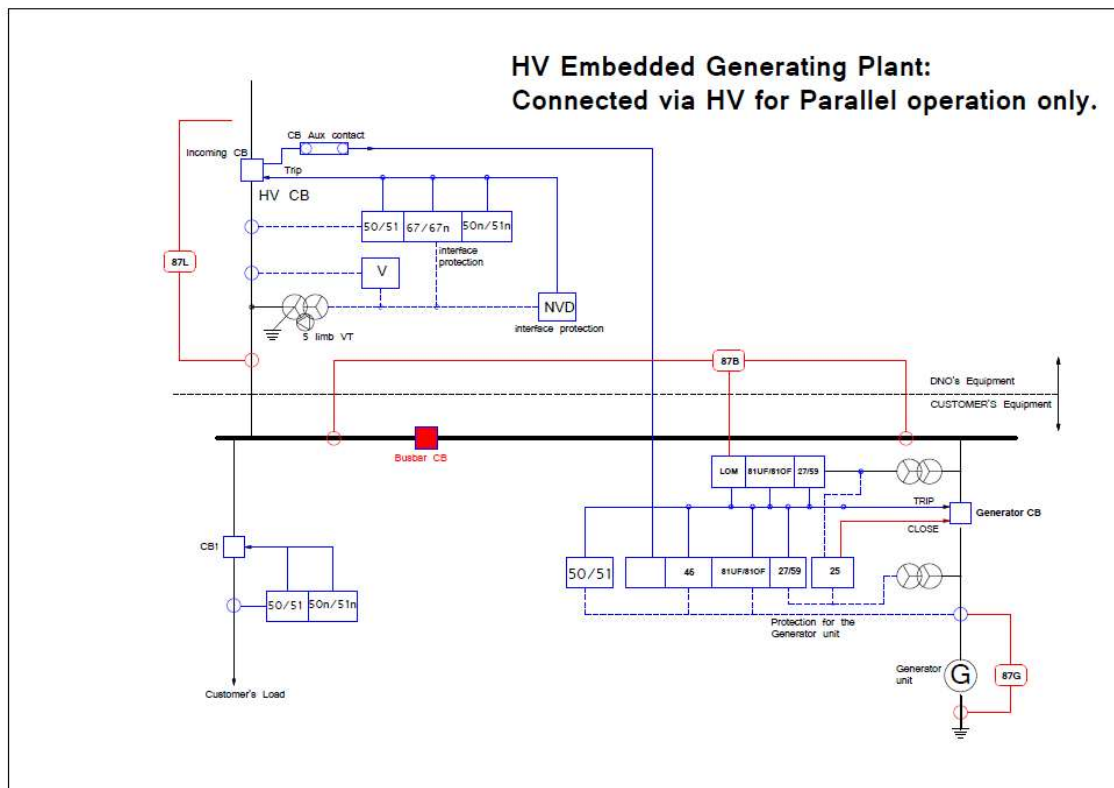 HV Embedded Generating Plant:
Connected via HV for Parallel operation only.
CB Aux contact
Incoming CB
Trip
HV CB
50/51
67/67n
50n/51n
interface
protection
87L
V
NVD
interface protection
5 limb VT
87B
DNO's Equipment
CUSTOMER'S Equipment
Busbar CB
LOM
81UF/81OF
27/59
TRIP
Generator CB
CLOSE
CB1
50/51
50n/51n
50/51
46
81UF/81OF
27/59
25
Protection for the
Generator unit
Generator
unit
G
87G
Customer's Load